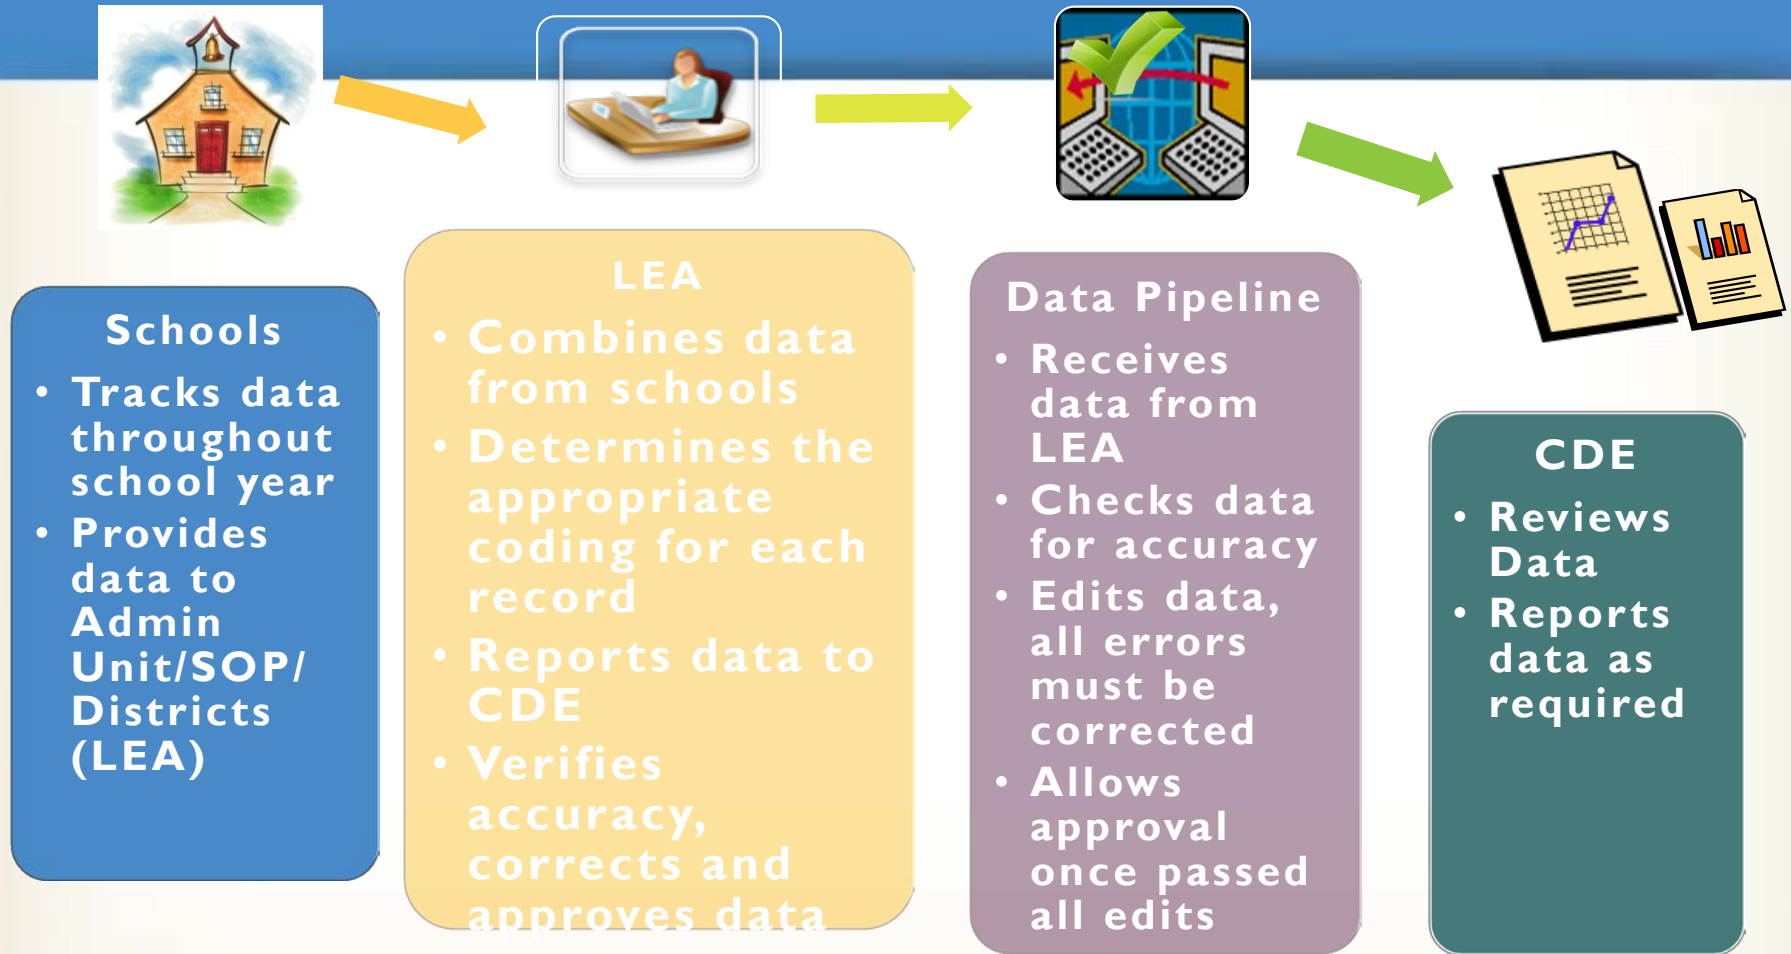 Schools
• Tracks data
throughout
school year
• Provides
data to
Admin
Unit/SOP/
Districts
(LEA)
LEA
• Combines data
from schools
• Determines the
appropriate
coding for each
record
• Reports data to
CDE
• Verifies
accuracy,
corrects and
approves data
Data Pipeline
• Receives
data from
LEA
• Checks data
for accuracy
• Edits data,
all errors
must be
corrected
• Allows
approval
once passed
all edits
CDE
• Reviews
Data
• Reports
data as
required